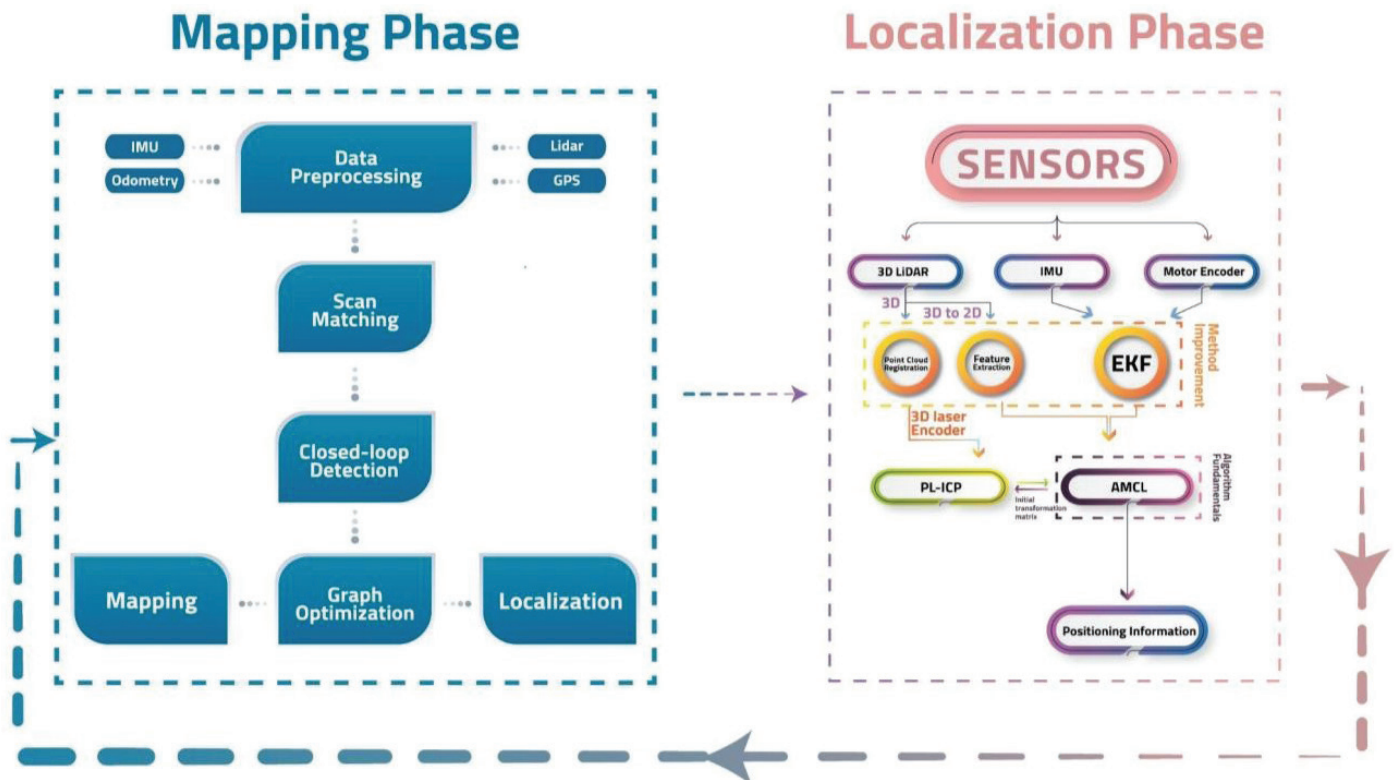 Mapping Phase
Localization Phase
IMU
Odometry
Data
Preprocessing
Lidar
GPS
Scan
Matching
Closed-loop
Detection
Mapping
Graph
Optimization
Localization
SENSORS
3D LiDAR
IMU
Motor Encoder
3D
3D to 2D
Point Cloud
Registration
Feature
Extraction
EKF
Method
Improvement
3D laser
Encoder
PL-ICP
Initial
transformation
matrix
AMCL
Algorithm
Fundamentals
Positioning Information